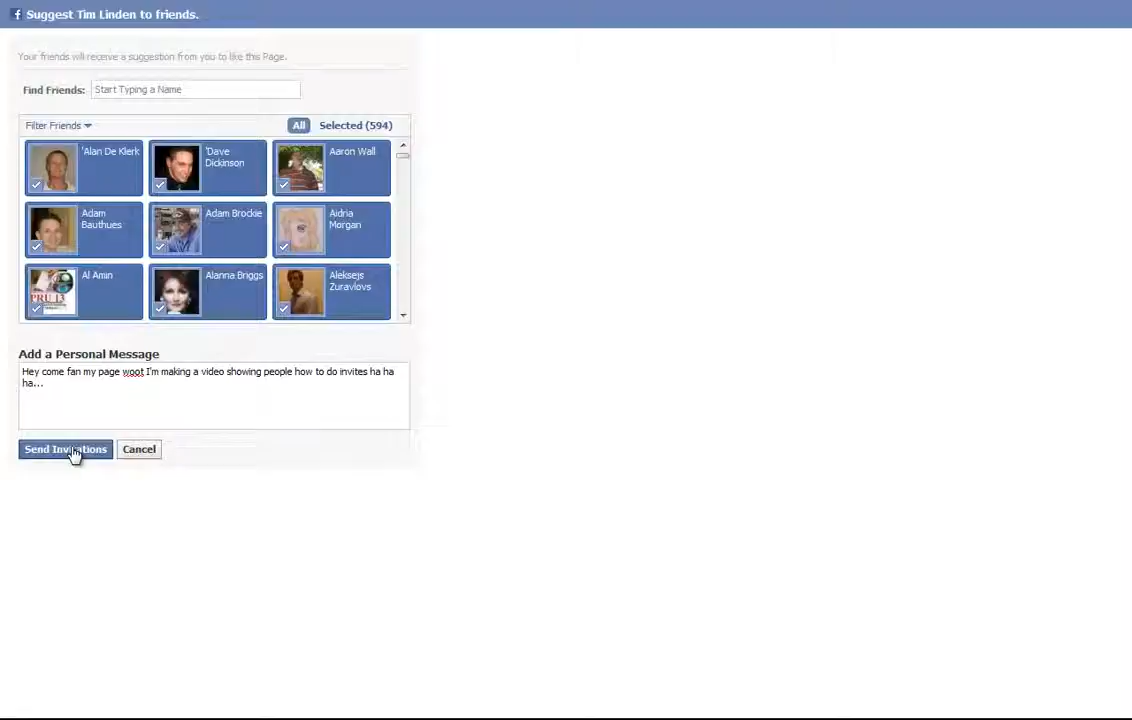 Suggest Tim Linden to friends.
Your friends will receive a suggestion from you to like this Page.
Find Friends: Start Typing a Name
Filter Friends All Selected (594)
'Alan De Klerk
'Dave
Dickinson
Aaron Wall
Adam
Bauthues
Adam Brockie
Aidria
Morgan
Al Amin
Alanna Briggs
Aleksejs
Zuravlovs
PRU 13
Add a Personal Message
Hey come fan my page woot I'm making a video showing people how to do invites ha ha
ha...
Send Invitations Cancel